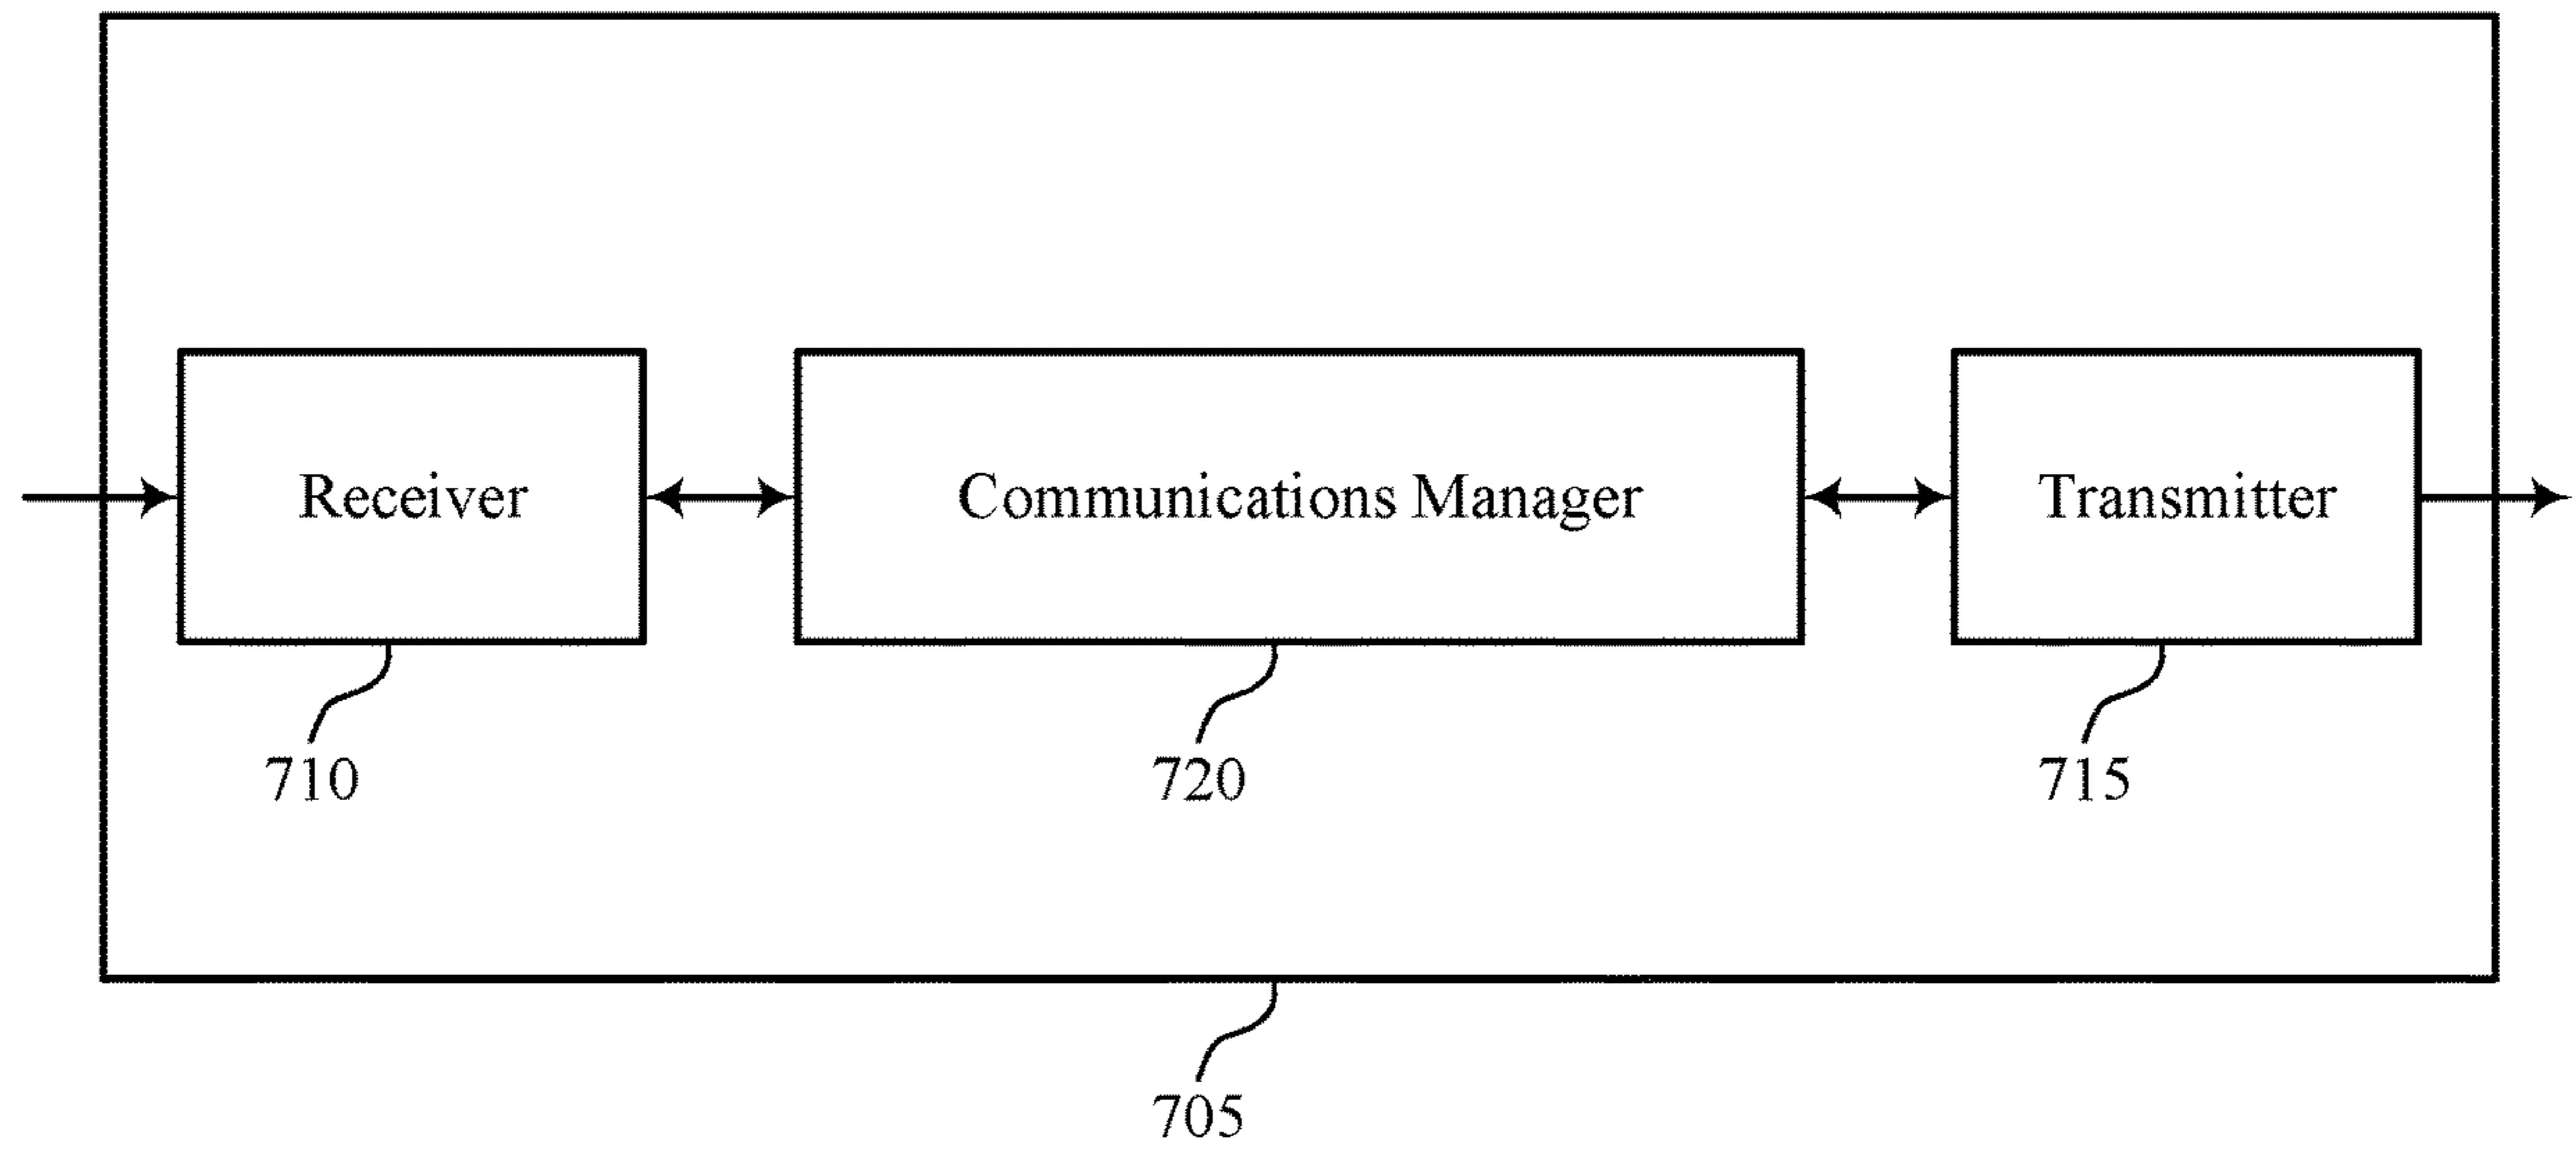 Receiver
Communications Manager
Transmitter
710
720
715
705